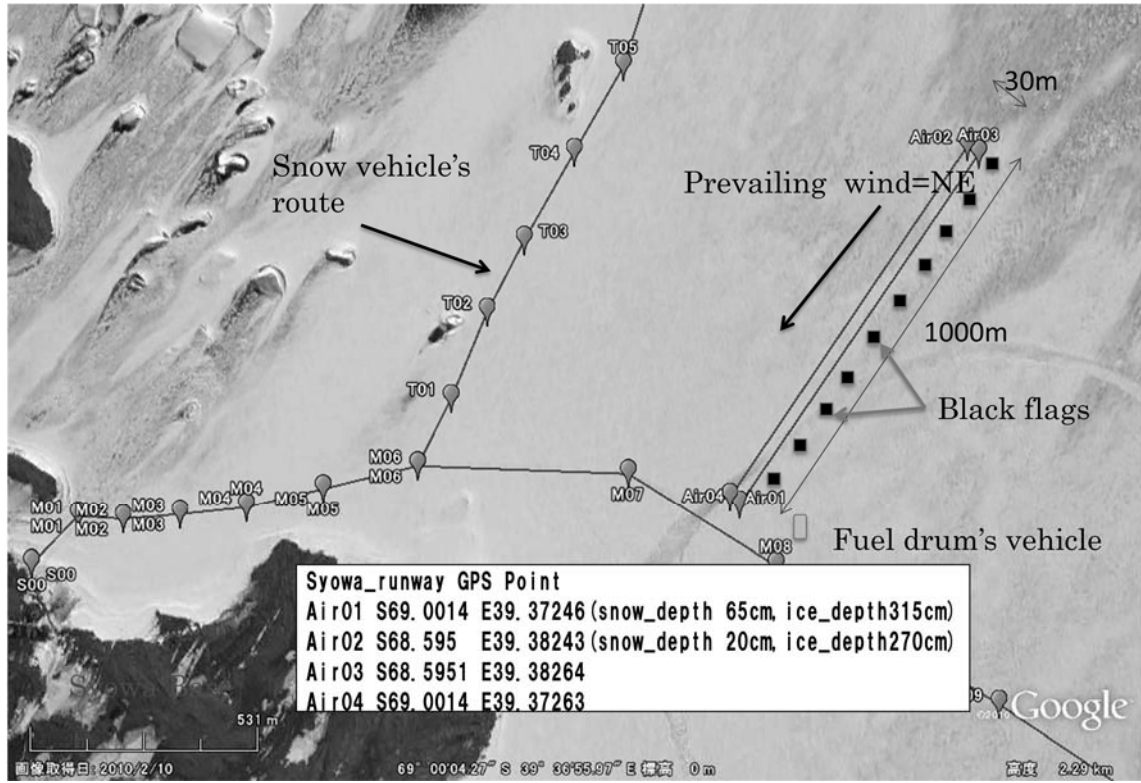 T05
30m
Air02
Air03
T04
Snow vehicle's
route
Prevailing wind=NE
T03
T02
1000m
T01
Black flags
M06
M06
M07
Air04
Air01
M01
M02
M03
M04
M04
M05
M05
M01
M02
M03
Fuel drum's vehicle
M08
S00
S00
Syowa_runway GPS Point
Air01 S69.0014 E39.37246(snow_depth 65cm, ice_depth315cm)
Air02 S68.595 E39.38243(snow_depth 20cm, ice_depth270cm)
Air03 S68.5951 E39.38264
Air04 S69.0014 E39.37263
Syowa
531 m
©2010 Google
画像取得日: 2010/2/10
69° 00'04.27" S 39° 36'55.97" E 標高 0 m
高度 2.29 km